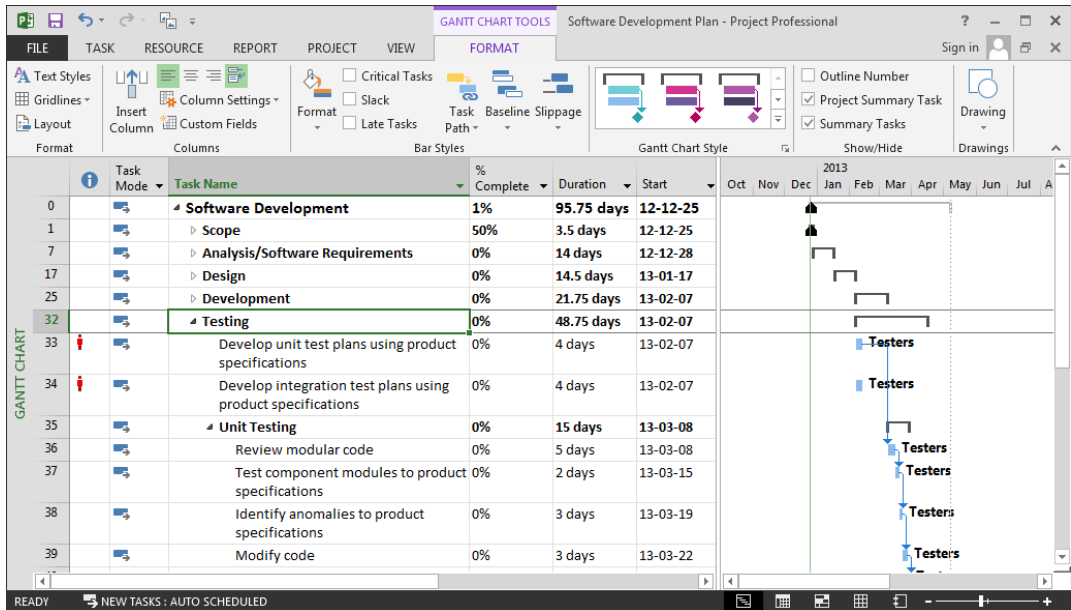 GANTT CHART TOOLS Software Development Plan - Project Professional ?
FILE TASK RESOURCE REPORT PROJECT VIEW FORMAT Sign in
Text Styles
Gridlines
Layout
Format
Insert
Column
Column Settings
Custom Fields
Columns
Format
Critical Tasks
Slack
Late Tasks
Task
Path
Baseline
Slippage
Bar Styles
Gantt Chart Style
Outline Number
Project Summary Task
Summary Tasks
Show/Hide
Drawing
Drawings
Task
Mode
Task Name
%
Complete
Duration
Start
2013
Oct Nov Dec Jan Feb Mar Apr May Jun Jul A
0 Software Development 1% 95.75 days 12-12-25
1 Scope 50% 3.5 days 12-12-25
7 Analysis/Software Requirements 0% 14 days 12-12-28
17 Design 0% 14.5 days 13-01-17
25 Development 0% 21.75 days 13-02-07
32 Testing 0% 48.75 days 13-02-07
33 Develop unit test plans using product 0% 4 days 13-02-07 Testers
specifications
34 Develop integration test plans using 0% 4 days 13-02-07 Testers
product specifications
35 Unit Testing 0% 15 days 13-03-08
36 Review modular code 0% 5 days 13-03-08 Testers
37 Test component modules to product 0% 2 days 13-03-15 Testers
specifications
38 Identify anomalies to product 0% 3 days 13-03-19 Testers
specifications
39 Modify code 0% 3 days 13-03-22 Testers
GANTT CHART
READY NEW TASKS : AUTO SCHEDULED